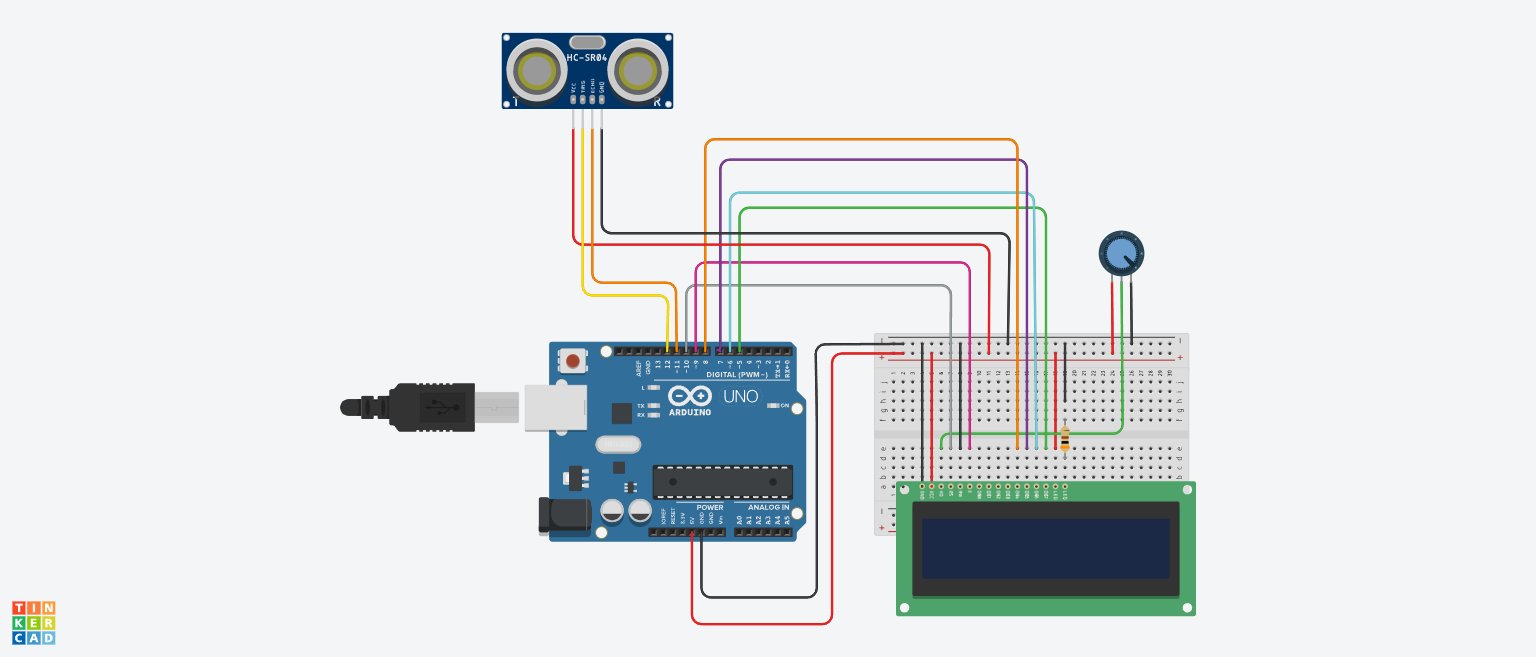 HC-SR04
VCC
TRIG
ECHO
GND
T
R
AREF
GND
13
12
~11
~10
~9
8
7
~6
~5
4
~3
2
TX→1
RX←0
DIGITAL (PWM~)
L
TX
RX
ARDUINO
UNO
ON
IOREF
RESET
3.3V
5V
GND
GND
Vin
POWER
ANALOG IN
A0
A1
A2
A3
A4
A5
TIN
KER
CAD